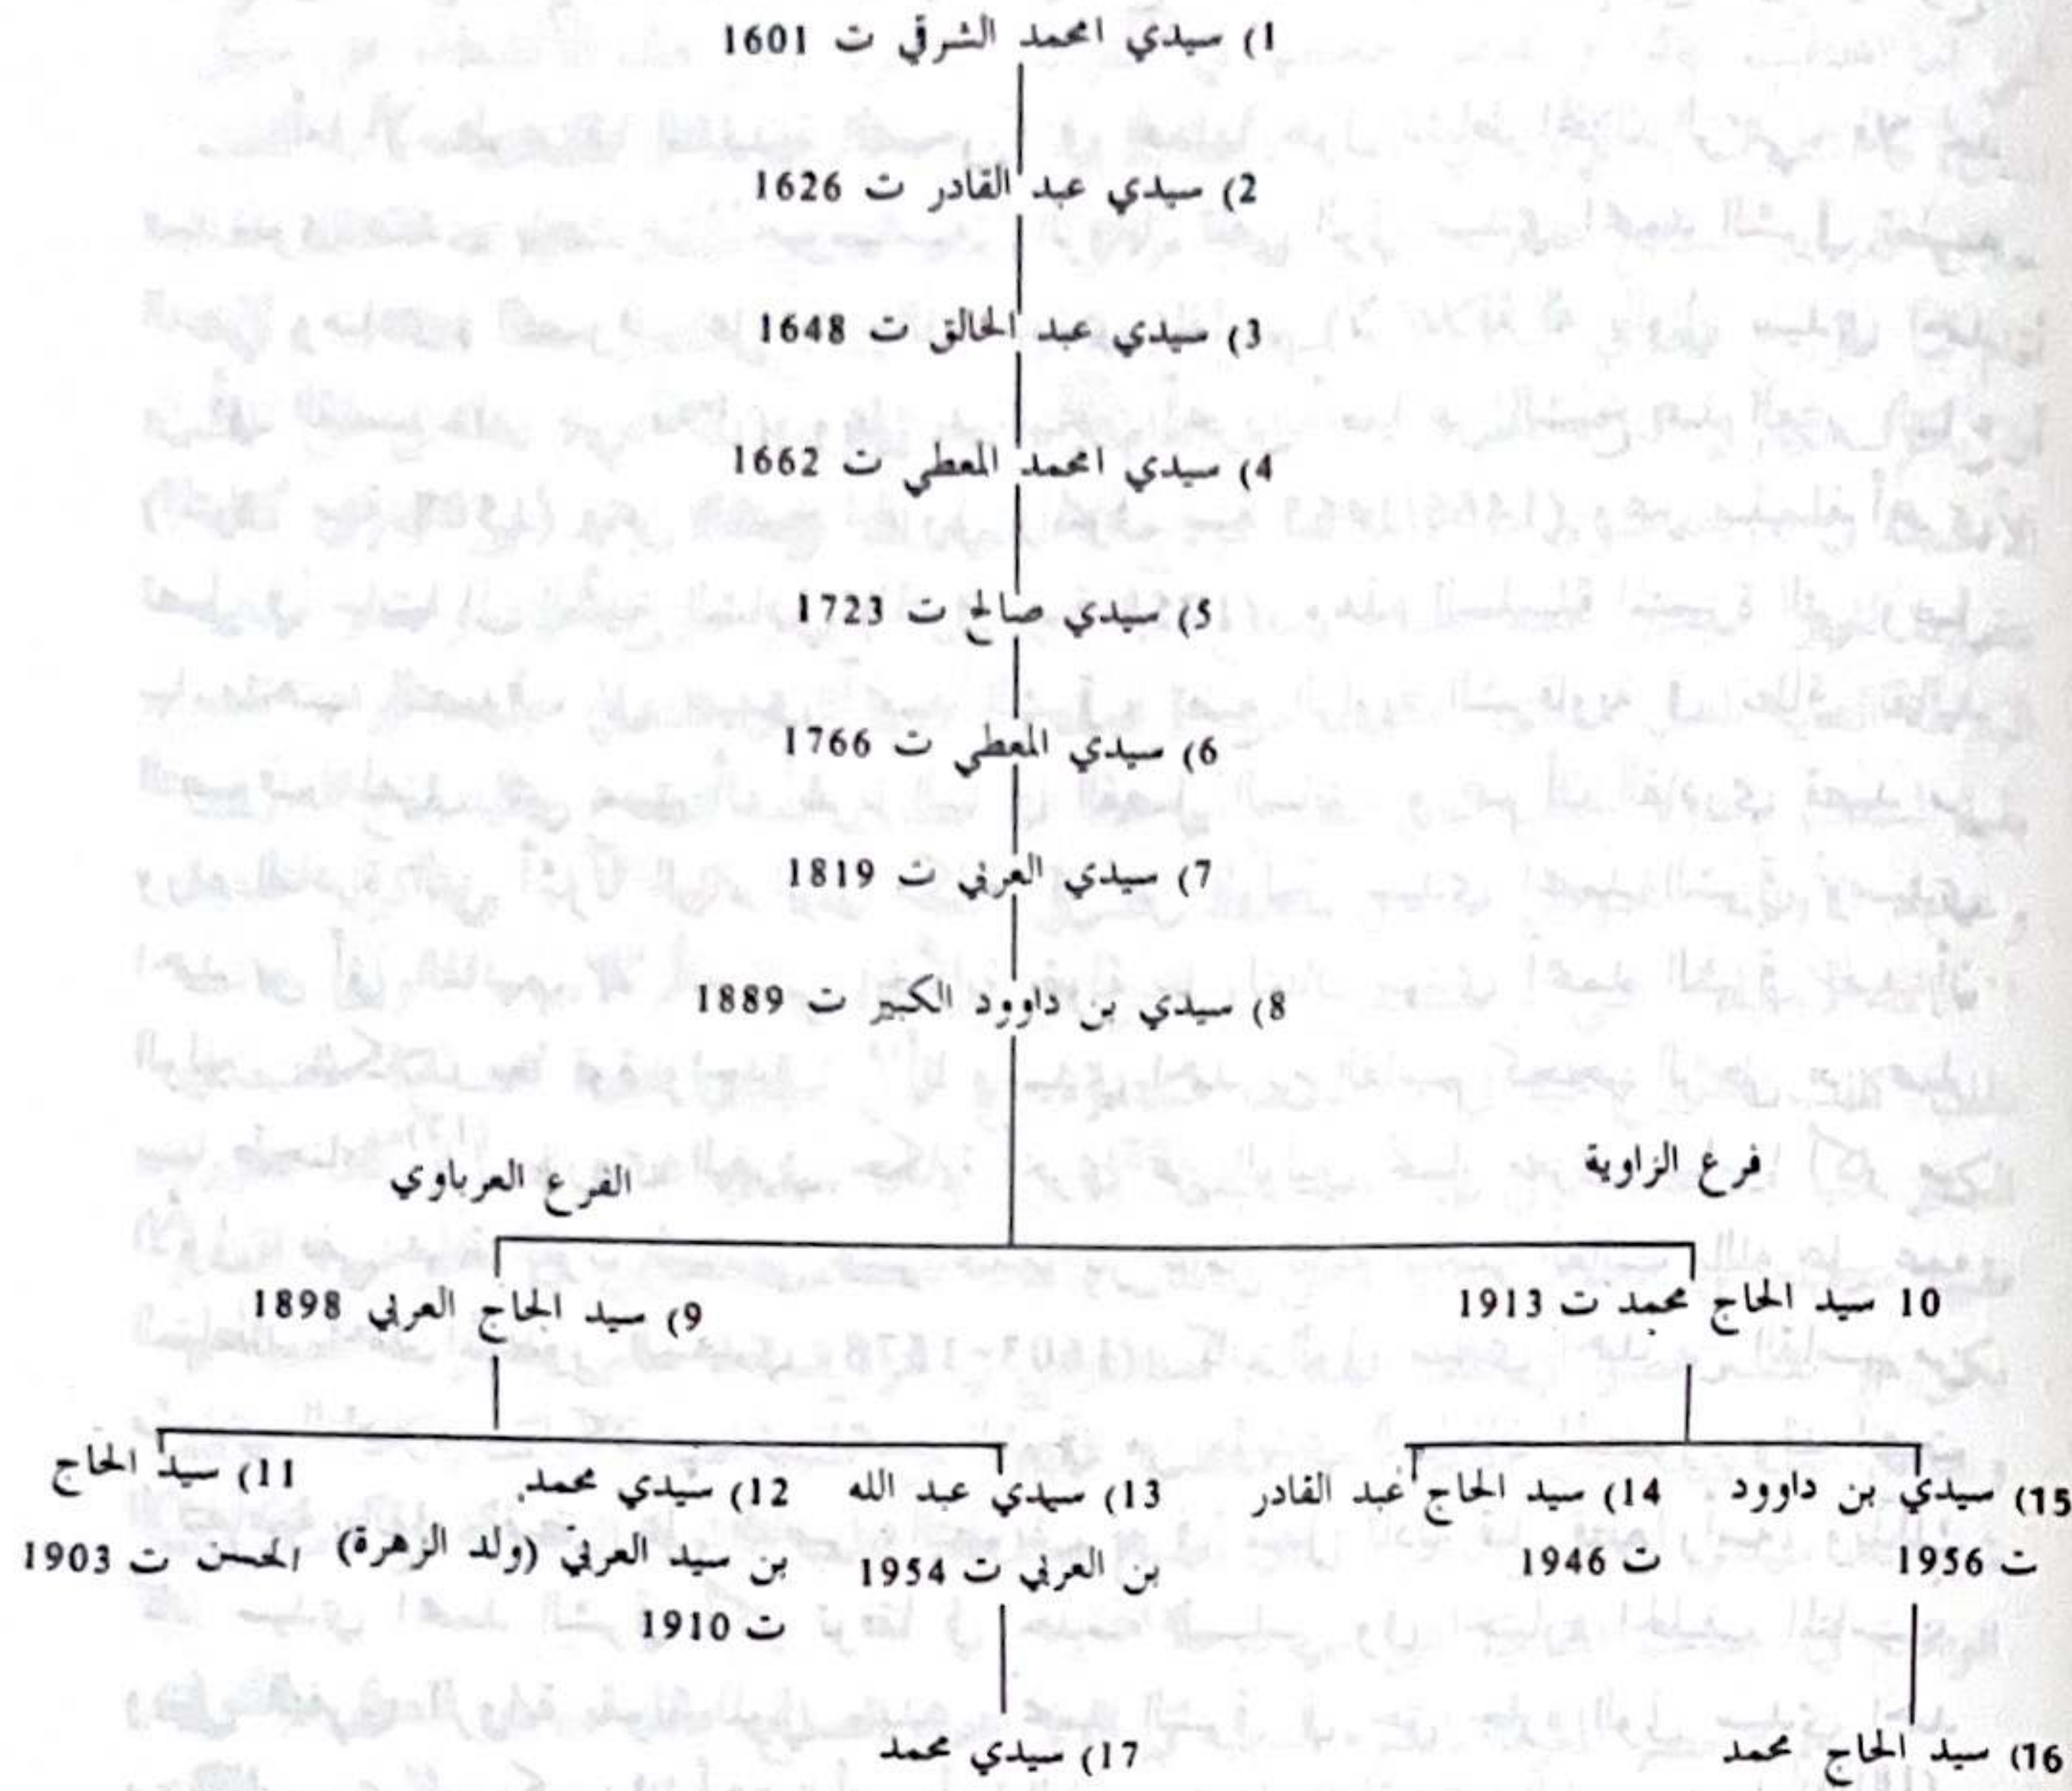 1) سيدي امحمد الشرقي ت 1601
2) سيدي عبد القادر ت 1626
3) سيدي عبد الخالق ت 1648
4) سيدي امحمد المعطي ت 1662
5) سيدي صالح ت 1723
6) سيدي المعطي ت 1766
7) سيدي العربي ت 1819
8) سيدي بن داوود الكبير ت 1889
فرع الزاوية
الفرع العرباوي
10 سيد الحاج محمد ت 1913
9) سيد الحاج العربي 1898
15) سيدي بن داوود
ت 1956
14) سيد الحاج عبد القادر
ت 1946
13) سيدي عبد الله
بن العربي ت 1954
12) سيدي محمد
بن سيد العربي (ولد الزهرة)
ت 1910
11) سيد الحاج
الحسن ت 1903
16) سيد الحاج محمد
17) سيدي محمد